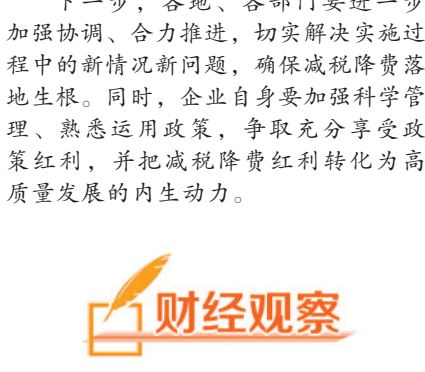 下一步，各地、各部门要进一步
加强协调、合力推进，切实解决实施过
程中的新情况新问题，确保减税降费落
地生根。同时，企业自身要加强科学管
理、熟悉运用政策，争取充分享受政
策红利，并把减税降费红利转化为高
质量发展的内生动力。
财经观察